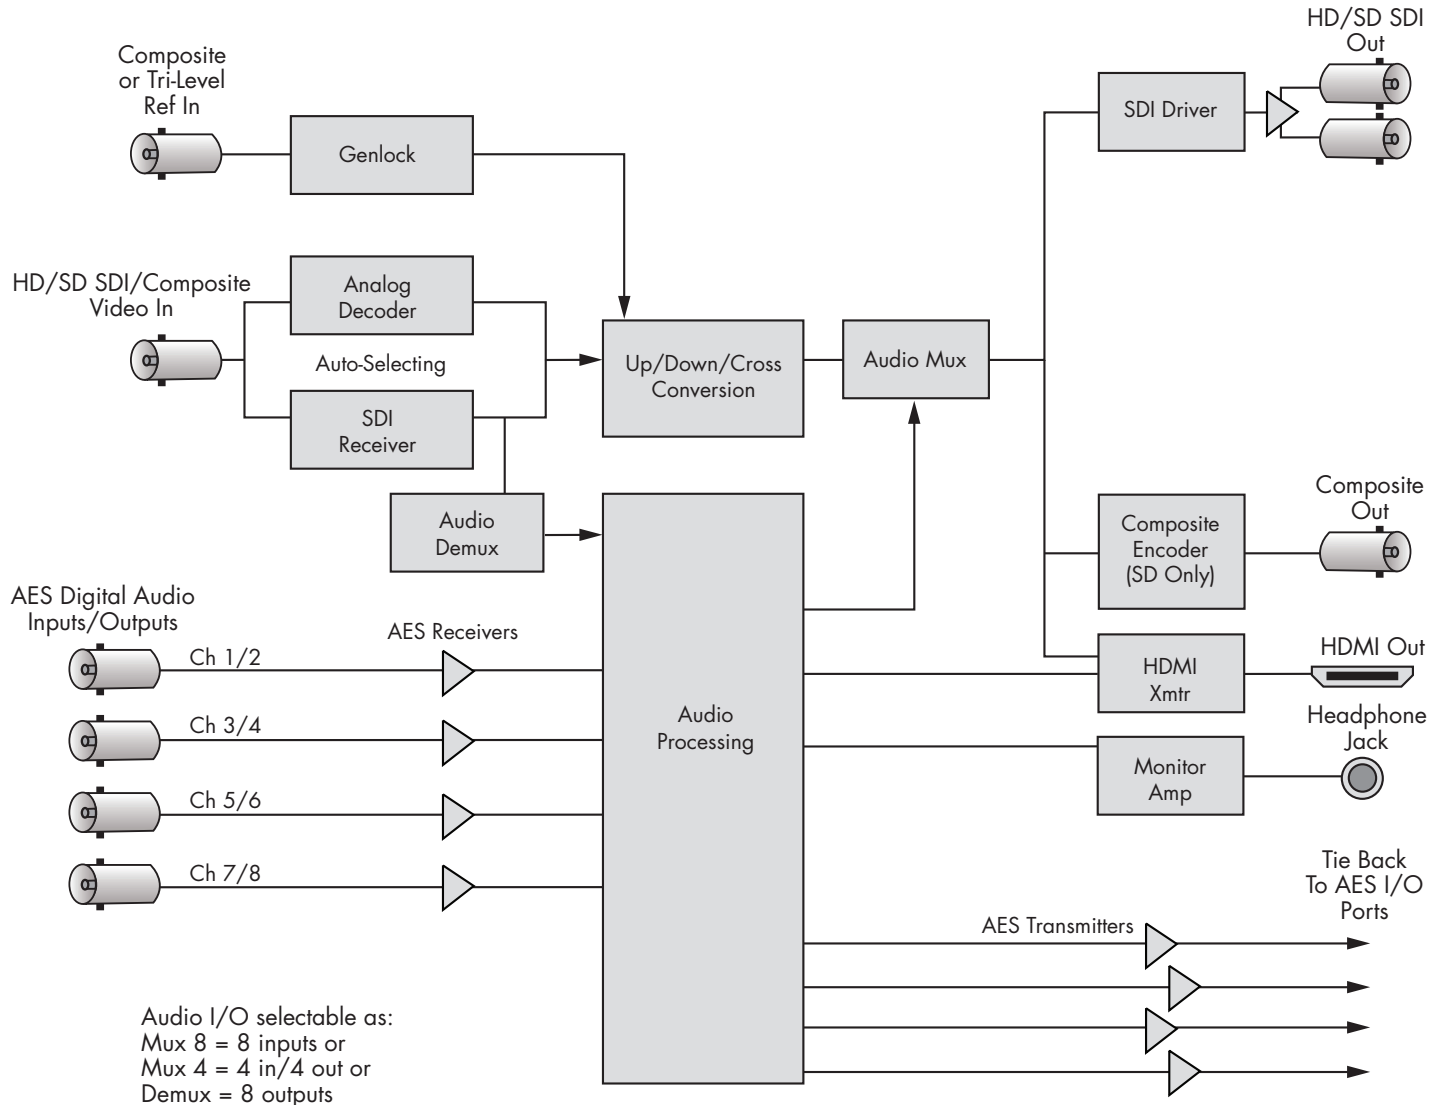 HD/SD SDI
Out
Composite
or Tri-Level
Ref In
SDI Driver
Genlock
HD/SD SDI/Composite
Video In
Analog
Decoder
Auto-Selecting
Up/Down/Cross
Conversion
Audio Mux
SDI
Receiver
Audio
Demux
Composite
Out
Composite
Encoder
(SD Only)
AES Digital Audio
Inputs/Outputs
AES Receivers
Ch 1/2
Ch 3/4
Ch 5/6
Ch 7/8
Audio
Processing
HDMI
Xmtr
HDMI Out
Headphone
Jack
Monitor
Amp
Tie Back
To AES I/O
Ports
AES Transmitters
Audio I/O selectable as:
Mux 8 = 8 inputs or
Mux 4 = 4 in/4 out or
Demux = 8 outputs